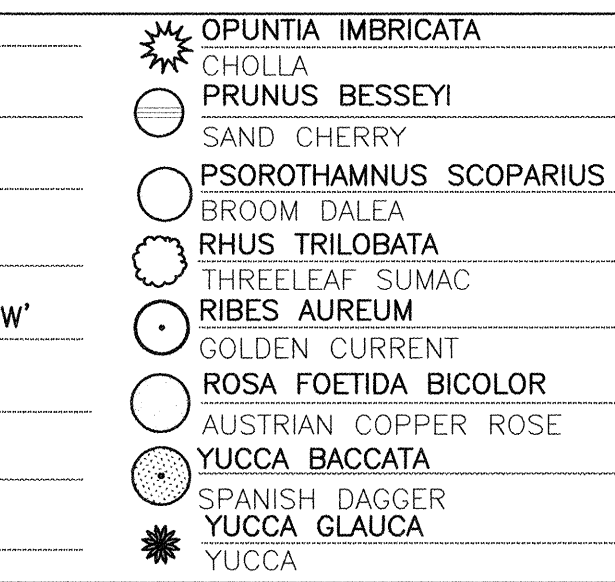 OPUNTIA IMBRICATA
CHOLLA
PRUNUS BESSEYI
SAND CHERRY
PSOROTHAMNUS SCOPARIUS
BROOM DALEA
RHUS TRILOBATA
THREELEAF SUMAC
W'
RIBES AUREUM
GOLDEN CURRENT
ROSA FOETIDA BICOLOR
AUSTRIAN COPPER ROSE
YUCCA BACCATA
SPANISH DAGGER
YUCCA GLAUCA
YUCCA